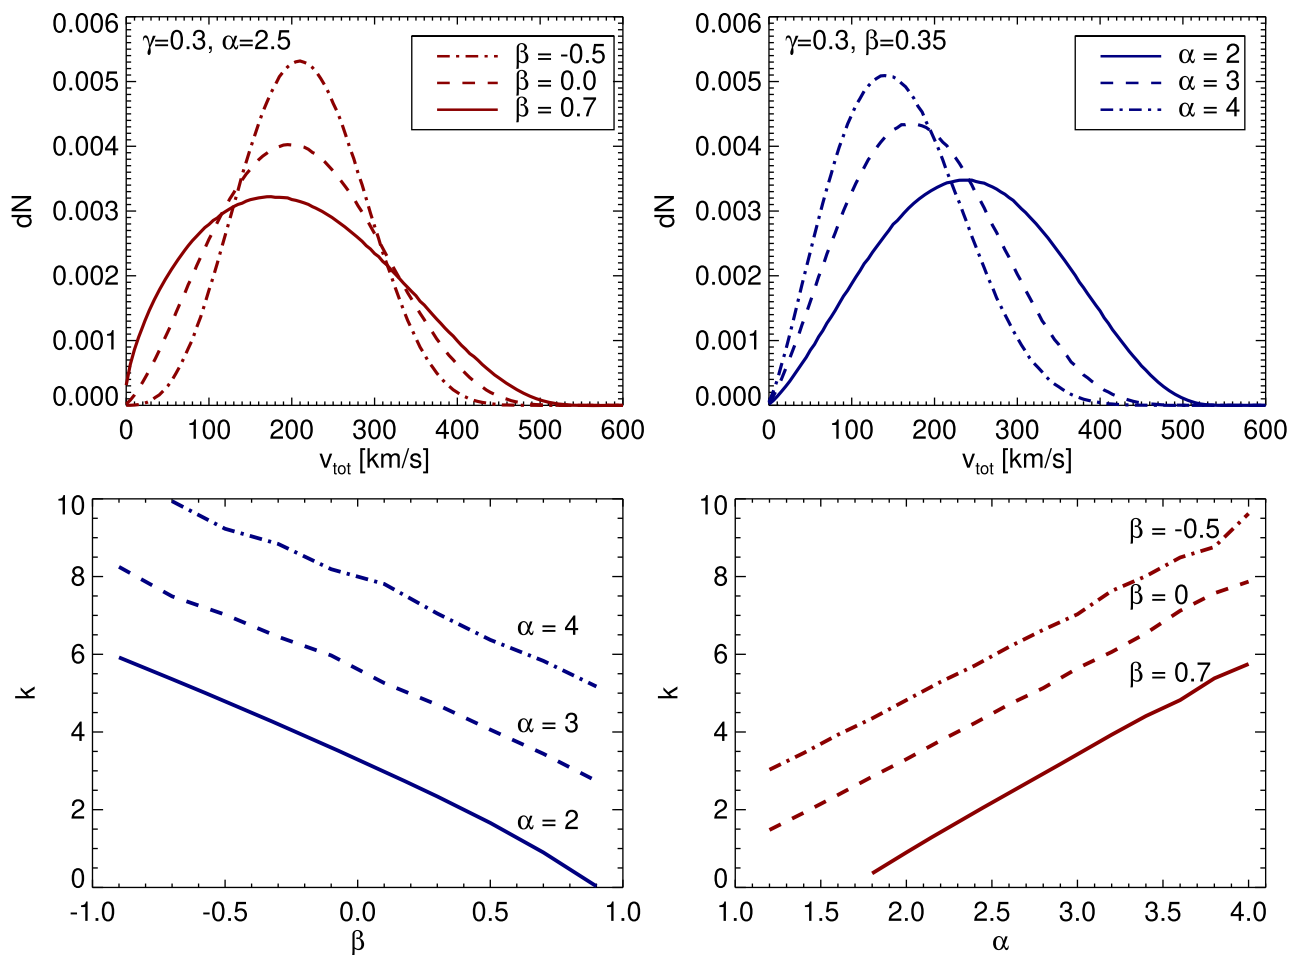 γ=0.3, α=2.5
β = -0.5
β = 0.0
β = 0.7
0.006
0.005
0.004
0.003
0.002
0.001
0.000
dN
0 100 200 300 400 500 600
v_tot [km/s]
γ=0.3, β=0.35
α = 2
α = 3
α = 4
0.006
0.005
0.004
0.003
0.002
0.001
0.000
dN
0 100 200 300 400 500 600
v_tot [km/s]
10
8
6
4
2
0
k
α = 4
α = 3
α = 2
-1.0 -0.5 0.0 0.5 1.0
β
10
8
6
4
2
0
k
β = -0.5
β = 0
β = 0.7
1.0 1.5 2.0 2.5 3.0 3.5 4.0
α